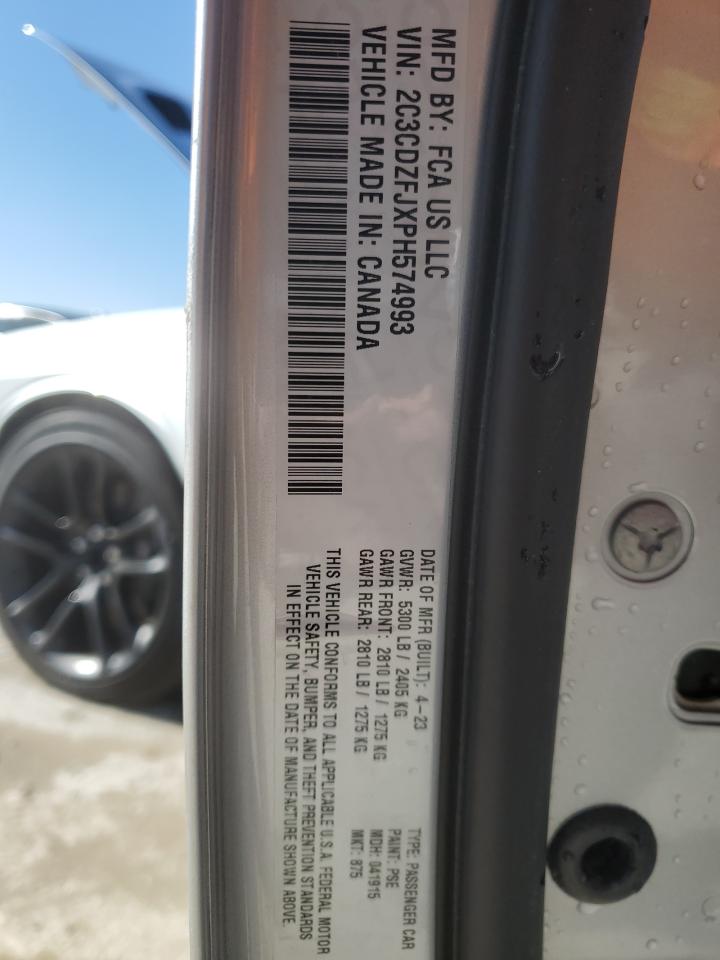 MFD BY: FCA US LLC
VIN: 2C3CDZFJXPH574993
VEHICLE MADE IN: CANADA
DATE OF MFR (BUILT): 4-23
GVWR: 5300 LB / 2405 KG
GAWR FRONT: 2810 LB / 1275 KG
GAWR REAR: 2810 LB / 1275 KG
THIS VEHICLE CONFORMS TO ALL APPLICABLE U.S.A. FEDERAL MOTOR
VEHICLE SAFETY, BUMPER, AND THEFT PREVENTION STANDARDS
IN EFFECT ON THE DATE OF MANUFACTURE SHOWN ABOVE.
TYPE: PASSENGER CAR
PAINT: PSE
MDH: 041915
MKT: 875